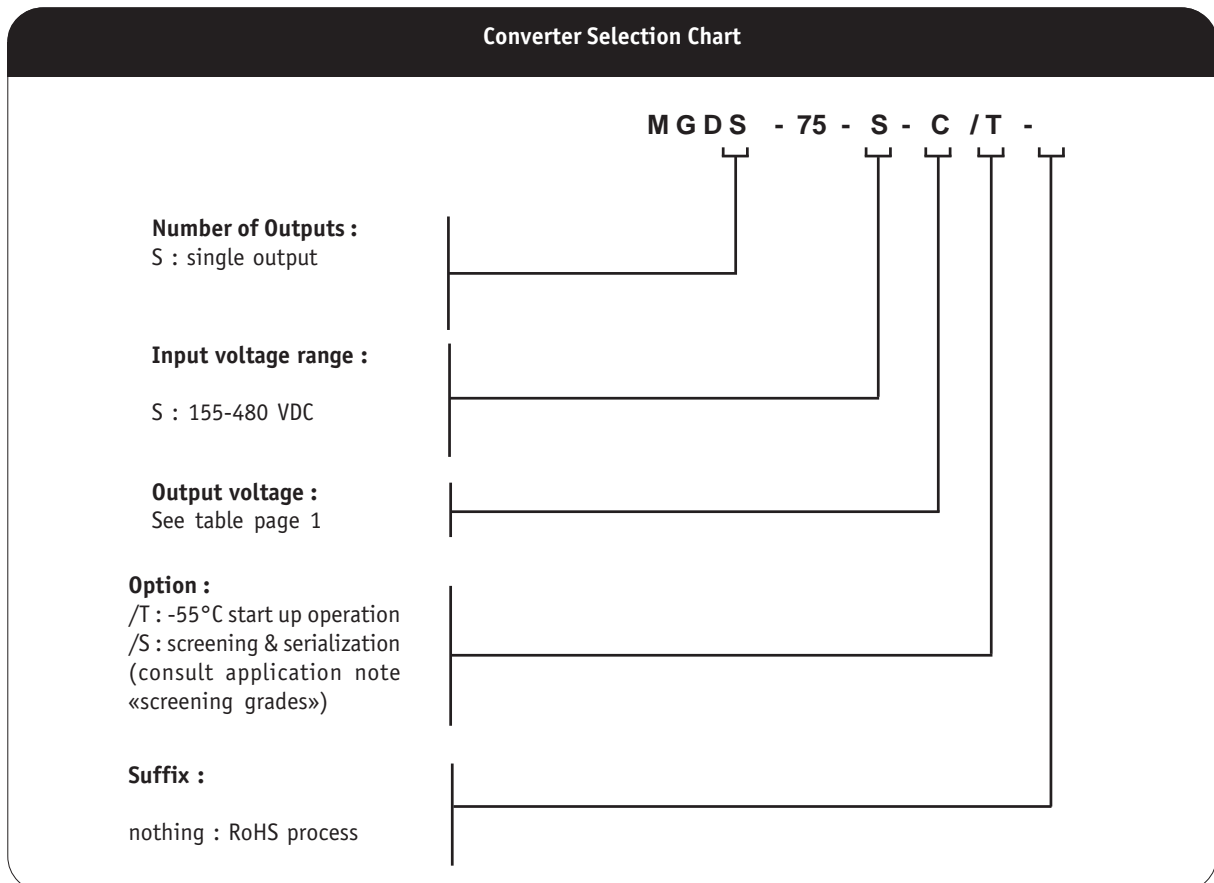 Converter Selection Chart
M G D S - 75 - S - C / T -
Number of Outputs :
S : single output
Input voltage range :
S : 155-480 VDC
Output voltage :
See table page 1
Option :
/T : -55°C start up operation
/S : screening & serialization
(consult application note
«screening grades»)
Suffix :
nothing : RoHS process